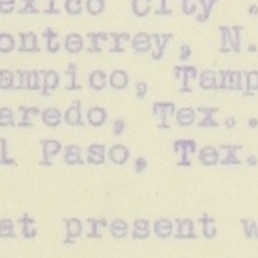 exico City .
onterrey, N.
ampico, Tamp
aredo, Tex..
l Paso, Tex.
at present w